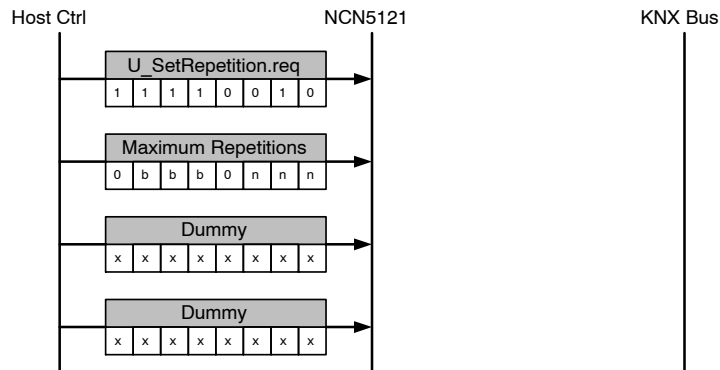 Host Ctrl NCN5121 KNX Bus
U_SetRepetition.req
1 1 1 1 0 0 1 0
Maximum Repetitions
0 b b b 0 n n n
Dummy
x x x x x x x x
Dummy
x x x x x x x x